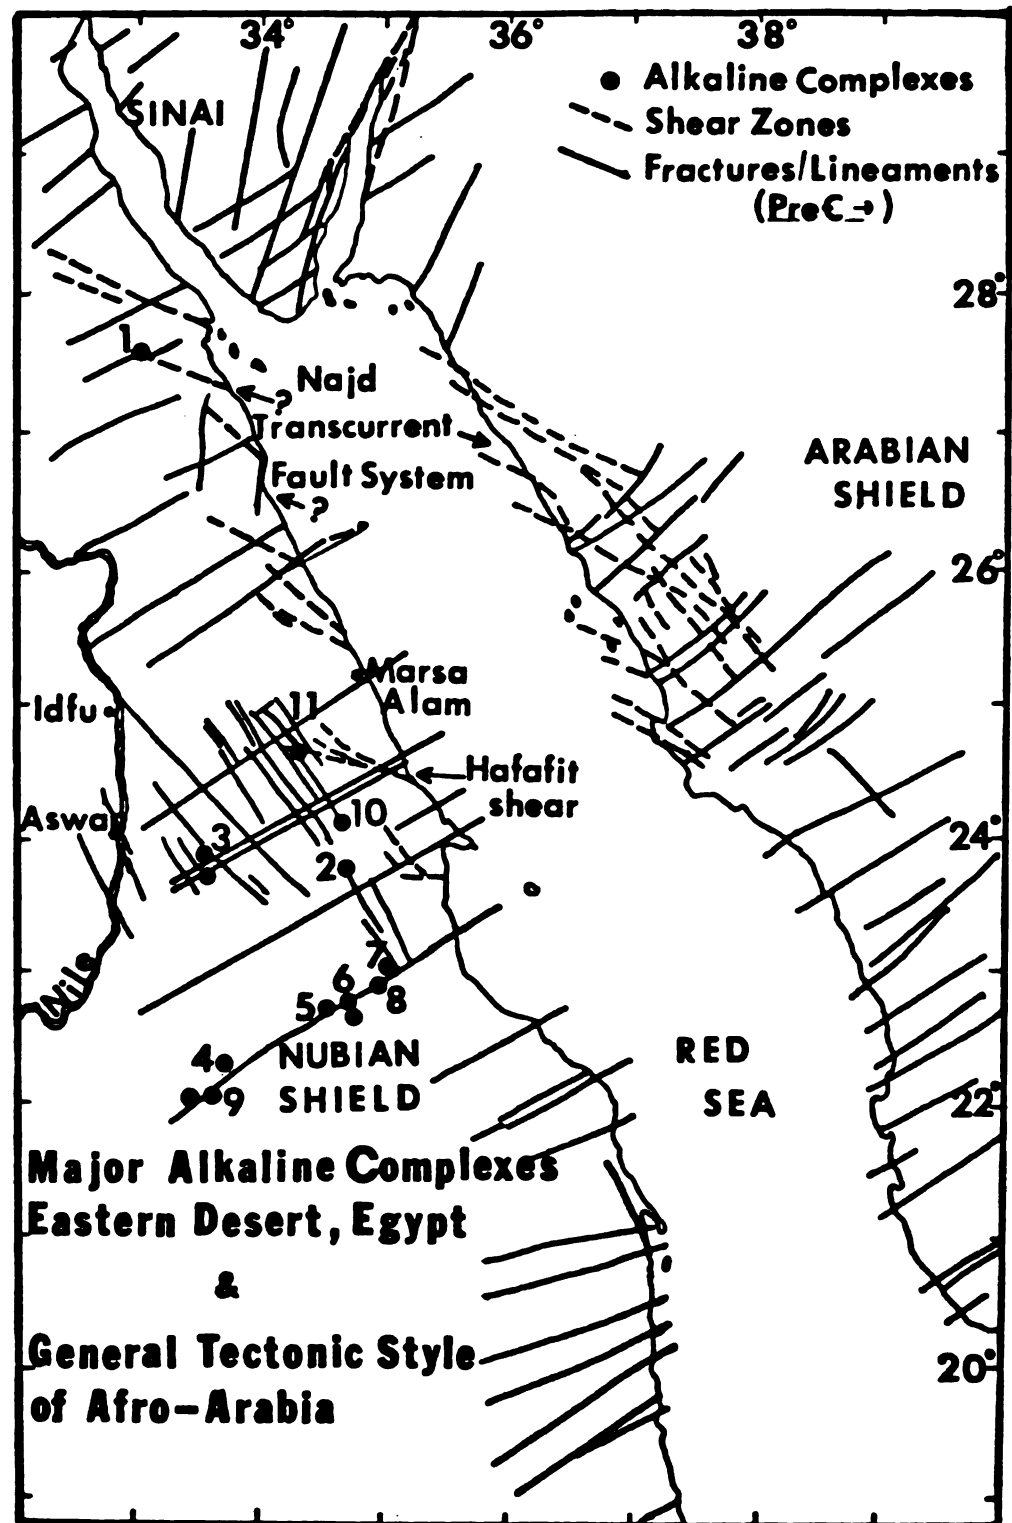 34° 36° 38°
Alkaline Complexes
SINAI
Shear Zones
Fractures/Lineaments
(Pre€→)
28°
1
Najd
?
Transcurrent
ARABIAN
Fault System
SHIELD
?
26°
Marsa
11
Alam
Idfu
Hafafit
shear
10
Aswan
3
24°
2
7
Nile
6
5
8
4
NUBIAN
RED
9
SHIELD
SEA
22°
Major Alkaline Complexes
Eastern Desert, Egypt
&
General Tectonic Style
20°
of Afro-Arabia